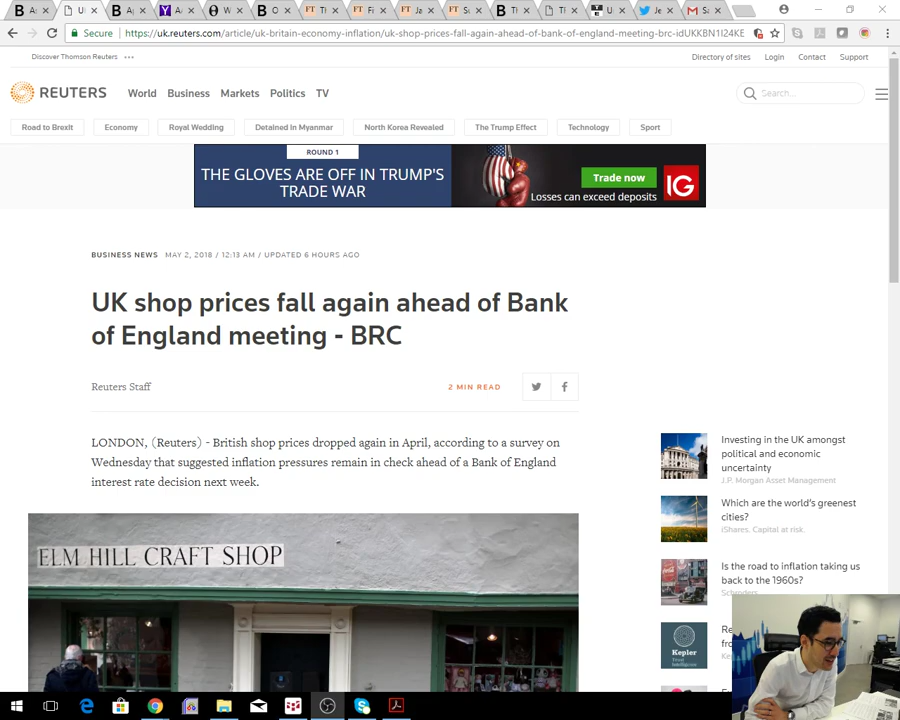 Secure
https://uk.reuters.com/article/uk-britain-economy-inflation/uk-shop-prices-fall-again-ahead-of-bank-of-england-meeting-brc-idUKKBN1I24KE
Discover Thomson Reuters
Directory of sites Login Contact Support
REUTERS World Business Markets Politics TV
Search...
Road to Brexit Economy Royal Wedding Detained in Myanmar North Korea Revealed The Trump Effect Technology Sport
ROUND 1
THE GLOVES ARE OFF IN TRUMP'S
TRADE WAR
Trade now
Losses can exceed deposits
IG
BUSINESS NEWS MAY 2, 2018 / 12:13 AM / UPDATED 6 HOURS AGO
UK shop prices fall again ahead of Bank
of England meeting - BRC
Reuters Staff
2 MIN READ
LONDON, (Reuters) - British shop prices dropped again in April, according to a survey on
Wednesday that suggested inflation pressures remain in check ahead of a Bank of England
interest rate decision next week.
ELM HILL CRAFT SHOP
Investing in the UK amongst
political and economic
uncertainty
J.P. Morgan Asset Management
Which are the world's greenest
cities?
iShares. Capital at risk.
Is the road to inflation taking us
back to the 1960s?
Schroders
Kepler